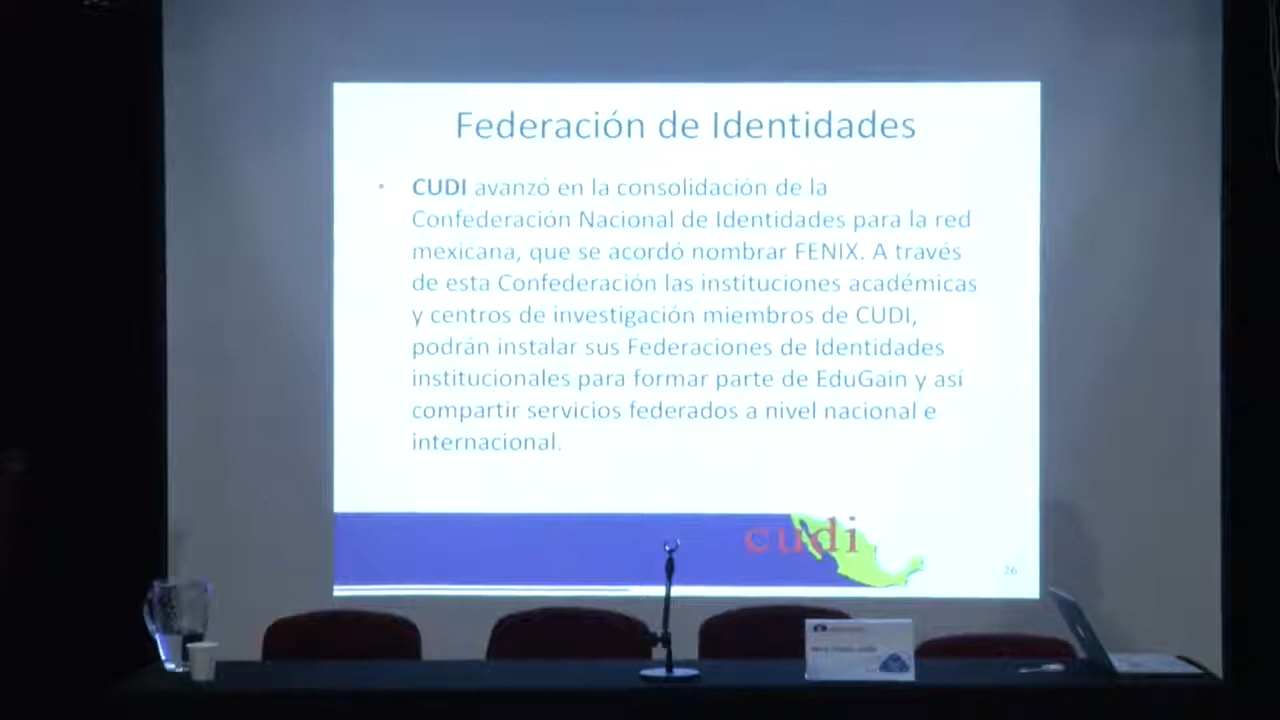 Federación de Identidades
• CUDI avanzó en la consolidación de la
Confederación Nacional de Identidades para la red
mexicana, que se acordó nombrar FENIX. A través
de esta Confederación las instituciones académicas
y centros de investigación miembros de CUDI,
podrán instalar sus Federaciones de Identidades
institucionales para formar parte de EduGain y así
compartir servicios federados a nivel nacional e
internacional.
cudi
26